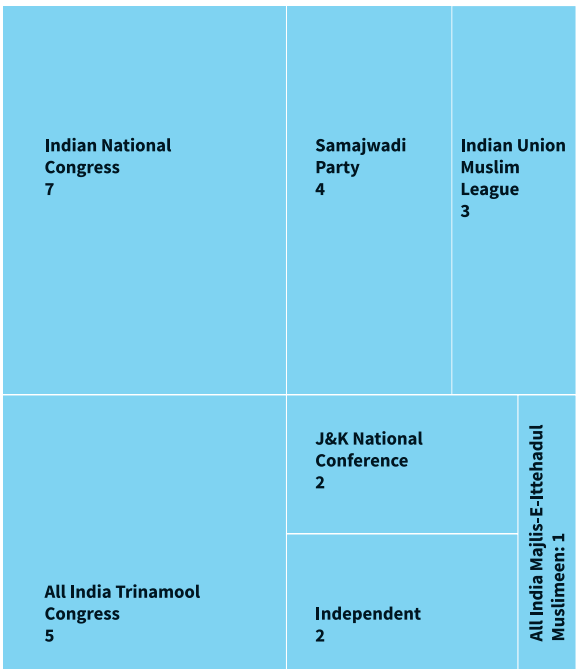 Indian National
Congress
7
Samajwadi
Party
4
Indian Union
Muslim
League
3
All India Trinamool
Congress
5
J&K National
Conference
2
Independent
2
All India Majlis-E-Ittehadul
Muslimeen: 1